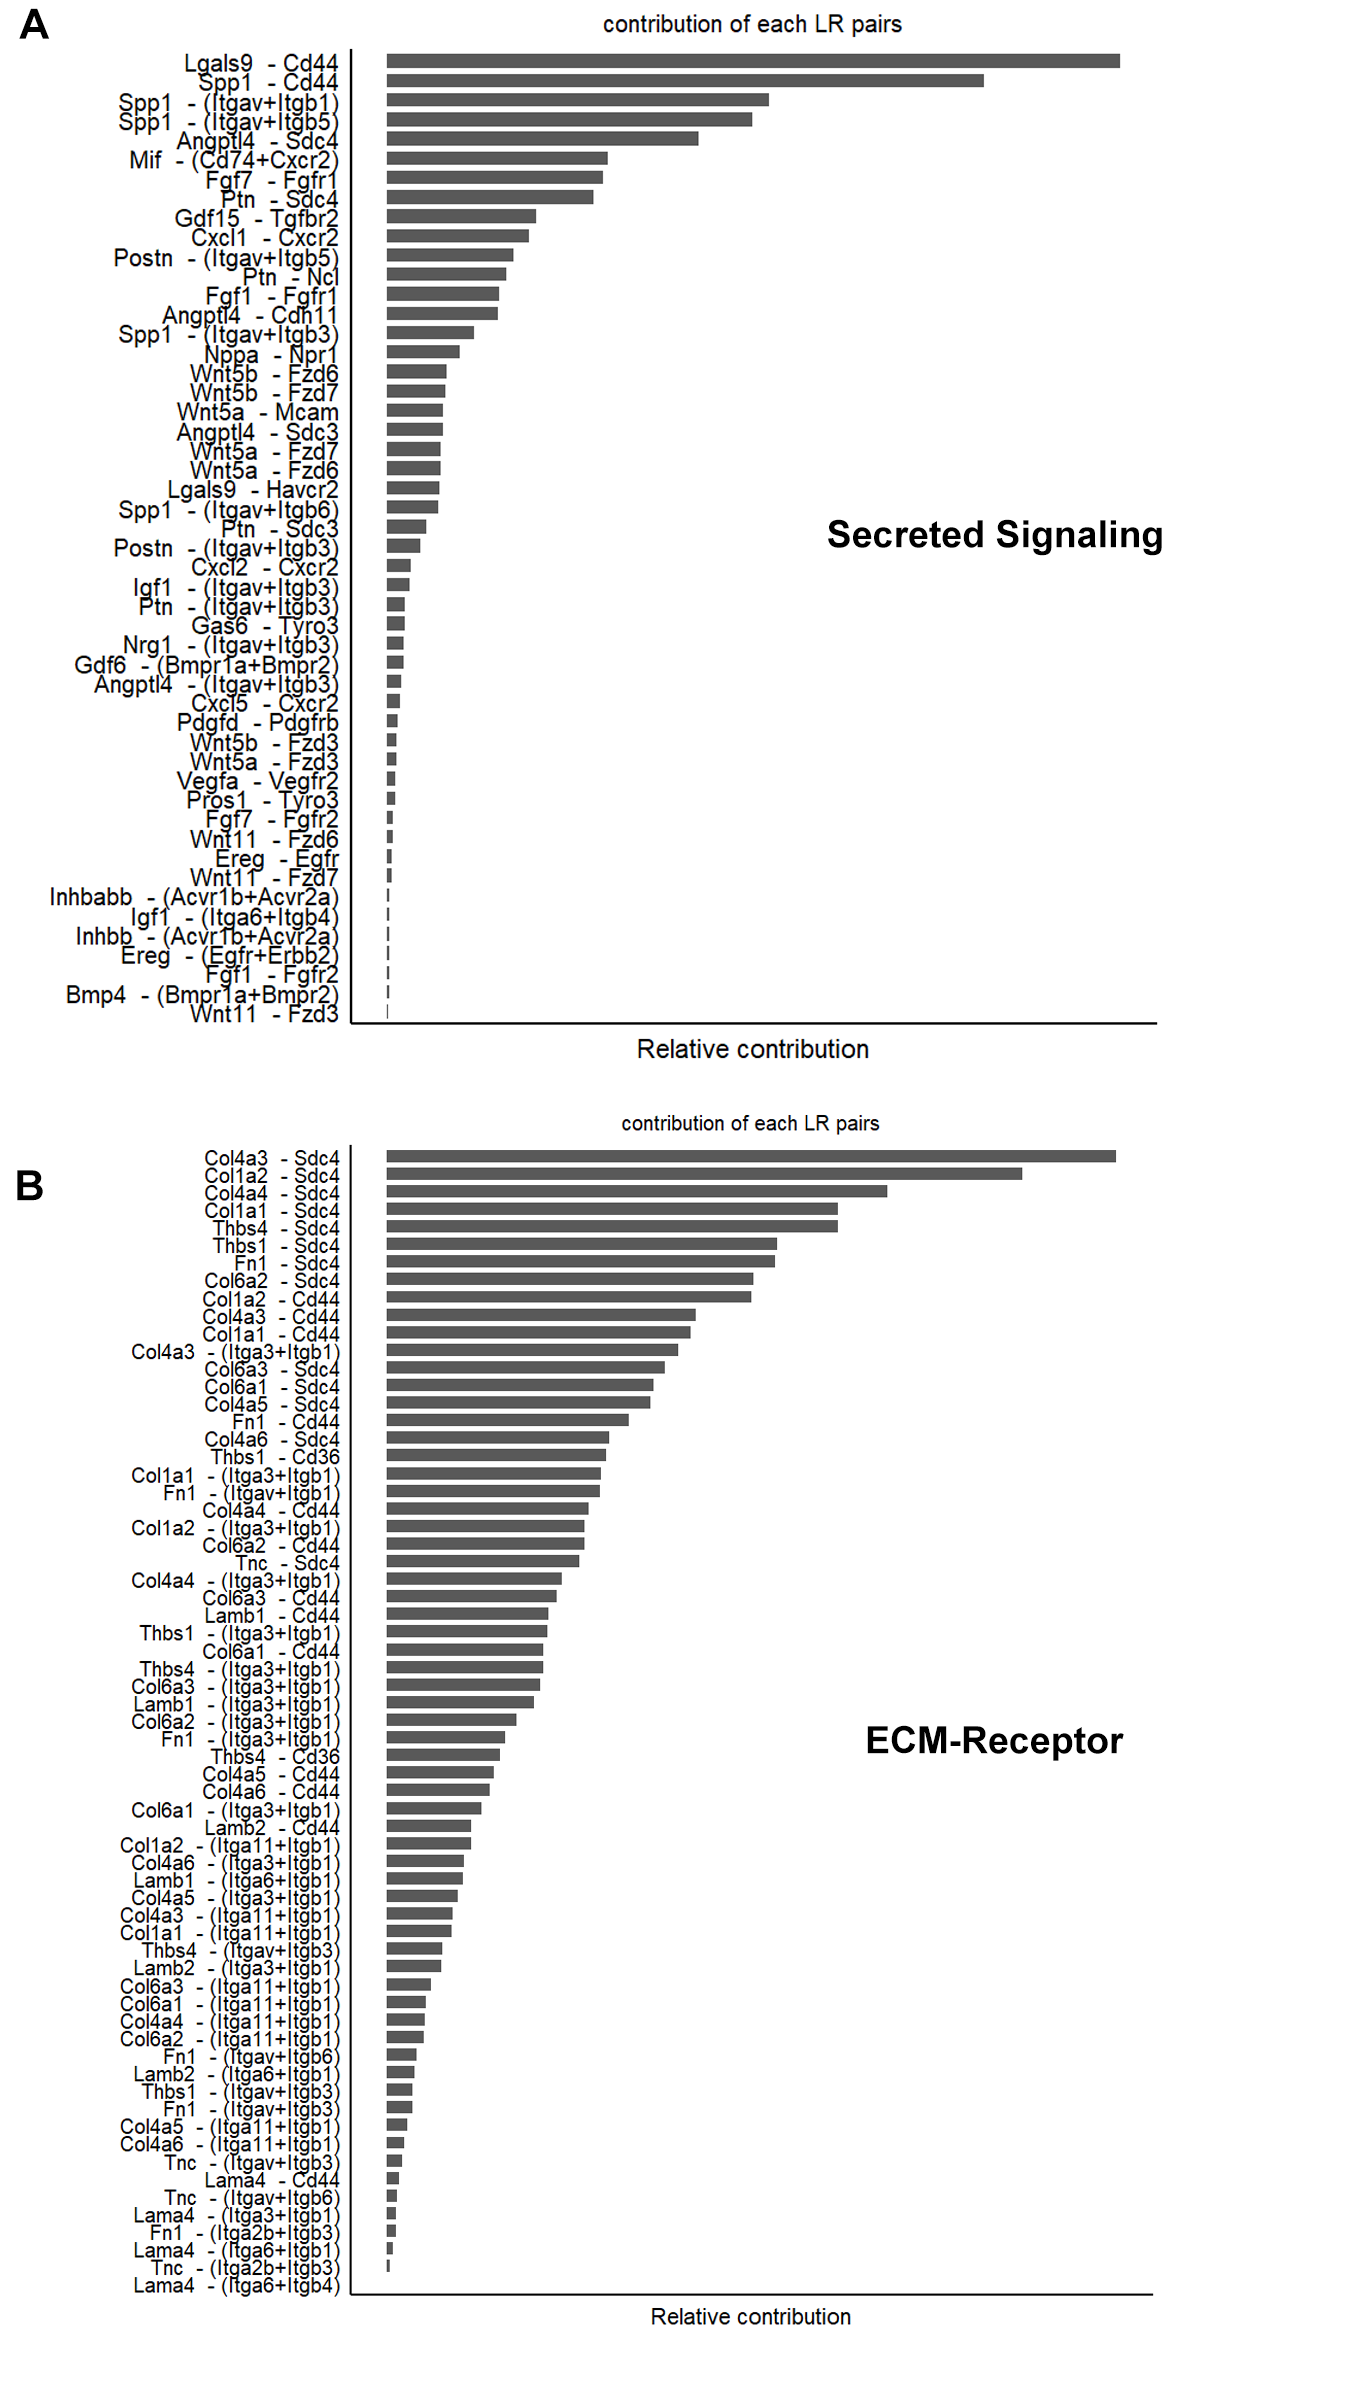 A
contribution of each LR pairs
Lgals9 - Cd44
Spp1 - Cd44
Spp1 - (Itgav+Itgb1)
Spp1 - (Itgav+Itgb5)
Angptl4 - Sdc4
Mif - (Cd74+Cxcr2)
Fgf7 - Fgfr1
Ptn - Sdc4
Gdf15 - Tgfbr2
Cxcl1 - Cxcr2
Postn - (Itgav+Itgb5)
Ptn - Ncl
Fgf1 - Fgfr1
Angptl4 - Cdh11
Spp1 - (Itgav+Itgb3)
Nppa - Npr1
Wnt5b - Fzd6
Wnt5b - Fzd7
Wnt5a - Mcam
Angptl4 - Sdc3
Wnt5a - Fzd7
Wnt5a - Fzd6
Lgals9 - Havcr2
Spp1 - (Itgav+Itgb6)
Ptn - Sdc3
Postn - (Itgav+Itgb3)
Cxcl2 - Cxcr2
Igf1 - (Itgav+Itgb3)
Ptn - (Itgav+Itgb3)
Gas6 - Tyro3
Nrg1 - (Itgav+Itgb3)
Gdf6 - (Bmpr1a+Bmpr2)
Angptl4 - (Itgav+Itgb3)
Cxcl5 - Cxcr2
Pdgfd - Pdgfrb
Wnt5b - Fzd3
Wnt5a - Fzd3
Vegfa - Vegfr2
Pros1 - Tyro3
Fgf7 - Fgfr2
Wnt11 - Fzd6
Ereg - Egfr
Wnt11 - Fzd7
Inhbabb - (Acvr1b+Acvr2a)
Igf1 - (Itga6+Itgb4)
Inhbb - (Acvr1b+Acvr2a)
Ereg - (Egfr+Erbb2)
Fgf1 - Fgfr2
Bmp4 - (Bmpr1a+Bmpr2)
Wnt11 - Fzd3
Secreted Signaling
Relative contribution
B
contribution of each LR pairs
Col4a3 - Sdc4
Col1a2 - Sdc4
Col4a4 - Sdc4
Col1a1 - Sdc4
Thbs4 - Sdc4
Thbs1 - Sdc4
Fn1 - Sdc4
Col6a2 - Sdc4
Col1a2 - Cd44
Col4a3 - Cd44
Col1a1 - Cd44
Col4a3 - (Itga3+Itgb1)
Col6a3 - Sdc4
Col6a1 - Sdc4
Col4a5 - Sdc4
Fn1 - Cd44
Col4a6 - Sdc4
Thbs1 - Cd36
Col1a1 - (Itga3+Itgb1)
Fn1 - (Itgav+Itgb1)
Col4a4 - Cd44
Col1a2 - (Itga3+Itgb1)
Col6a2 - Cd44
Tnc - Sdc4
Col4a4 - (Itga3+Itgb1)
Col6a3 - Cd44
Lamb1 - Cd44
Thbs1 - (Itga3+Itgb1)
Col6a1 - Cd44
Thbs4 - (Itga3+Itgb1)
Col6a3 - (Itga3+Itgb1)
Lamb1 - (Itga3+Itgb1)
Col6a2 - (Itga3+Itgb1)
Fn1 - (Itga3+Itgb1)
Thbs4 - Cd36
Col4a5 - Cd44
Col4a6 - Cd44
Col6a1 - (Itga3+Itgb1)
Lamb2 - Cd44
Col1a2 - (Itga11+Itgb1)
Col4a6 - (Itga3+Itgb1)
Lamb1 - (Itga6+Itgb1)
Col4a5 - (Itga3+Itgb1)
Col4a3 - (Itga11+Itgb1)
Col1a1 - (Itga11+Itgb1)
Thbs4 - (Itgav+Itgb3)
Lamb2 - (Itga3+Itgb1)
Col6a3 - (Itga11+Itgb1)
Col6a1 - (Itga11+Itgb1)
Col4a4 - (Itga11+Itgb1)
Col6a2 - (Itga11+Itgb1)
Fn1 - (Itgav+Itgb6)
Lamb2 - (Itga6+Itgb1)
Thbs1 - (Itgav+Itgb3)
Fn1 - (Itgav+Itgb3)
Col4a5 - (Itga11+Itgb1)
Col4a6 - (Itga11+Itgb1)
Tnc - (Itgav+Itgb3)
Lama4 - Cd44
Tnc - (Itgav+Itgb6)
Lama4 - (Itga3+Itgb1)
Fn1 - (Itga2b+Itgb3)
Lama4 - (Itga6+Itgb1)
Tnc - (Itga2b+Itgb3)
Lama4 - (Itga6+Itgb4)
ECM-Receptor
Relative contribution